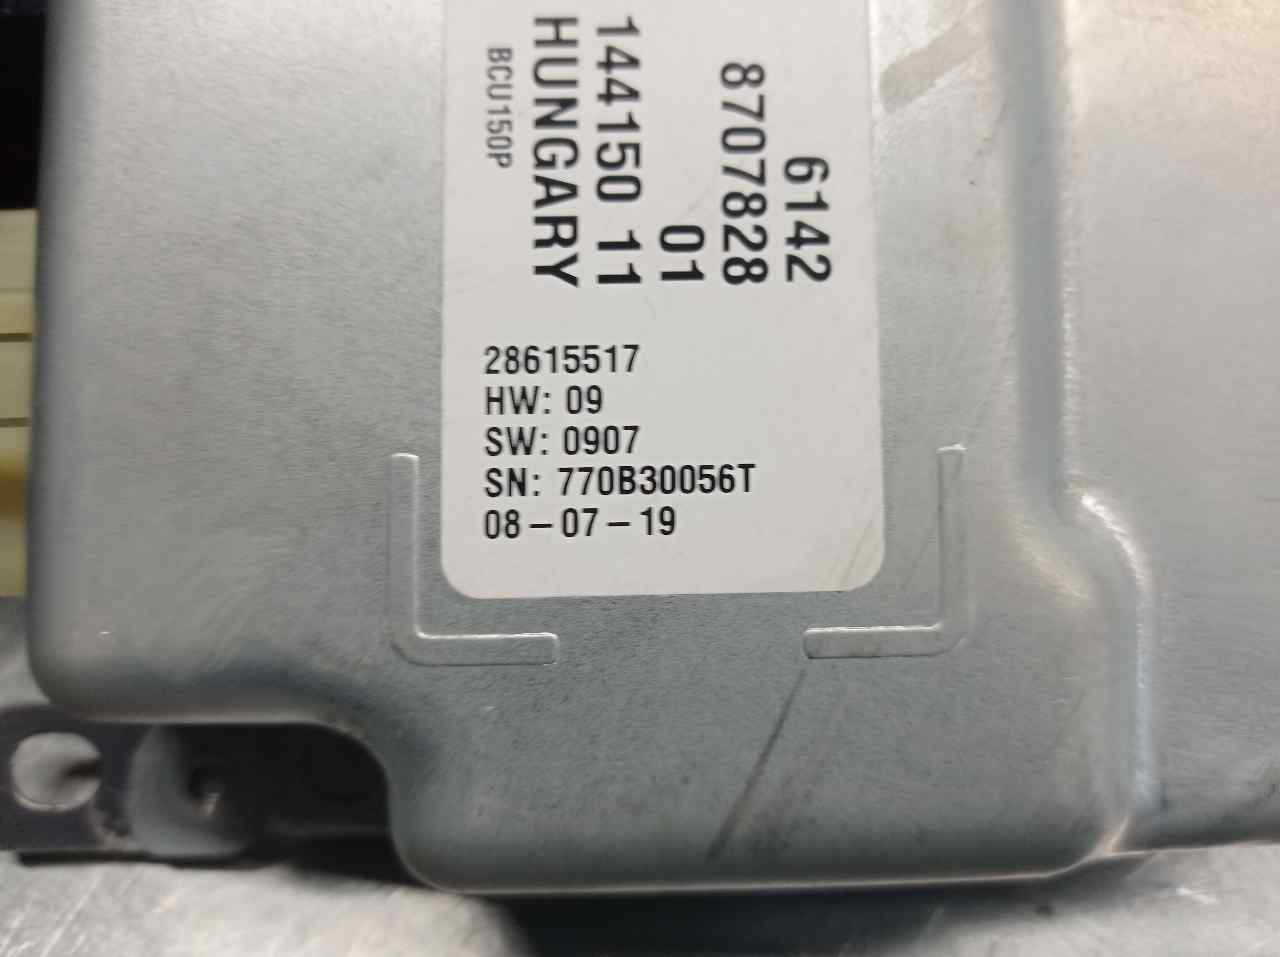 6142
8707828
01
144150 11
HUNGARY
BCU150P
28615517
HW: 09
SW: 0907
SN: 770B30056T
08-07-19